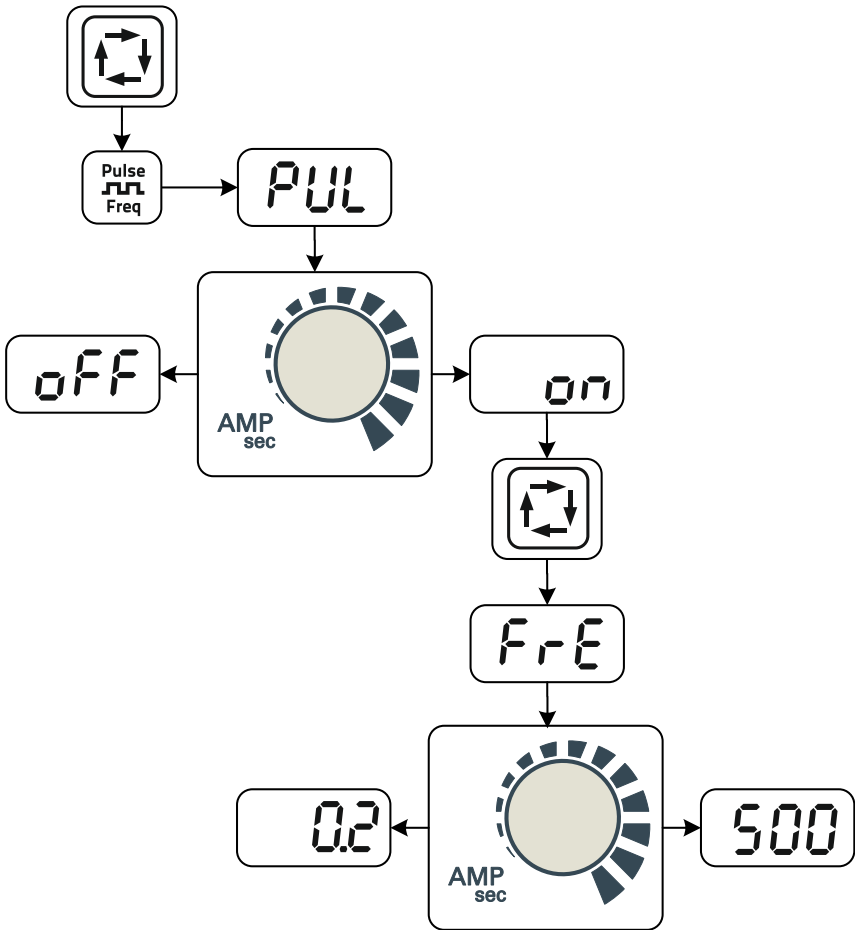 Pulse
Freq
PUL
oFF
AMP
sec
on
FrE
0.2
AMP
sec
500